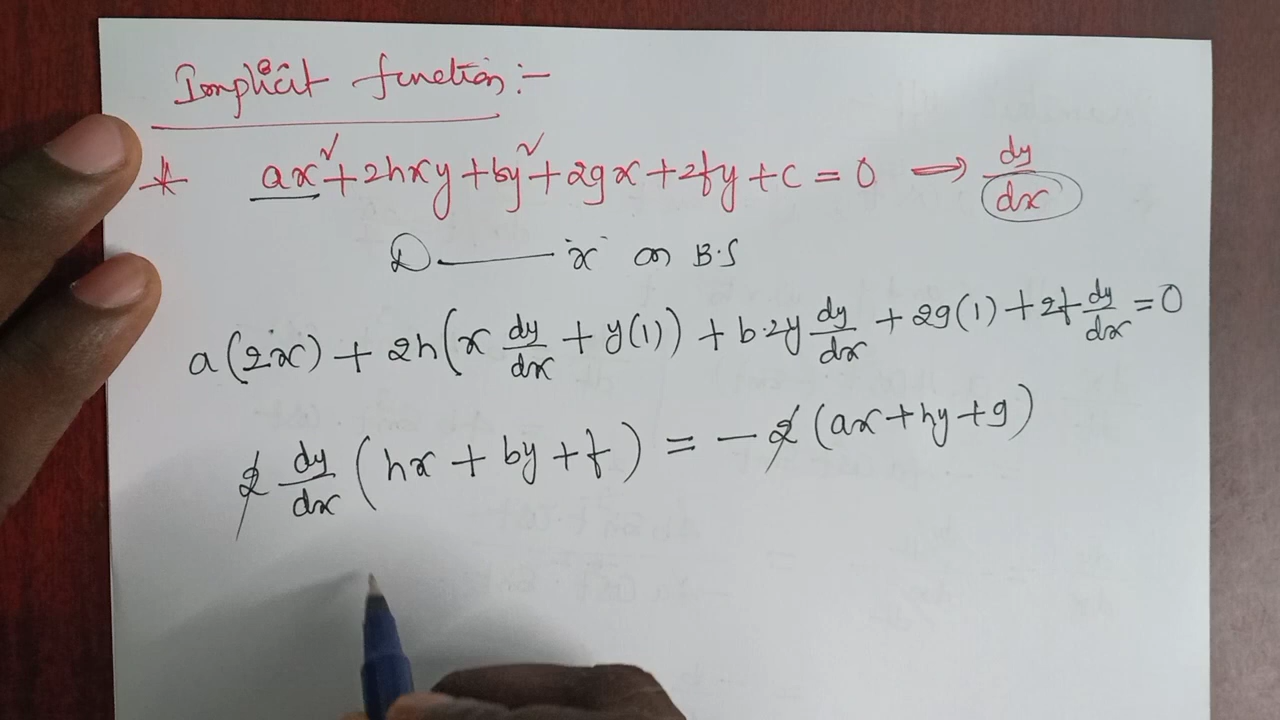 Implicit function:-
* ax² + 2hxy + by² + 2gx + 2fy + c = 0 ⟹ dy/dx
D——— "x" on B.S
a(2x) + 2h(x dy/dx + y(1)) + b.2y dy/dx + 2g(1) + 2f dy/dx = 0
2 dy/dx (hx + by + f) = -2 (ax + hy + g)